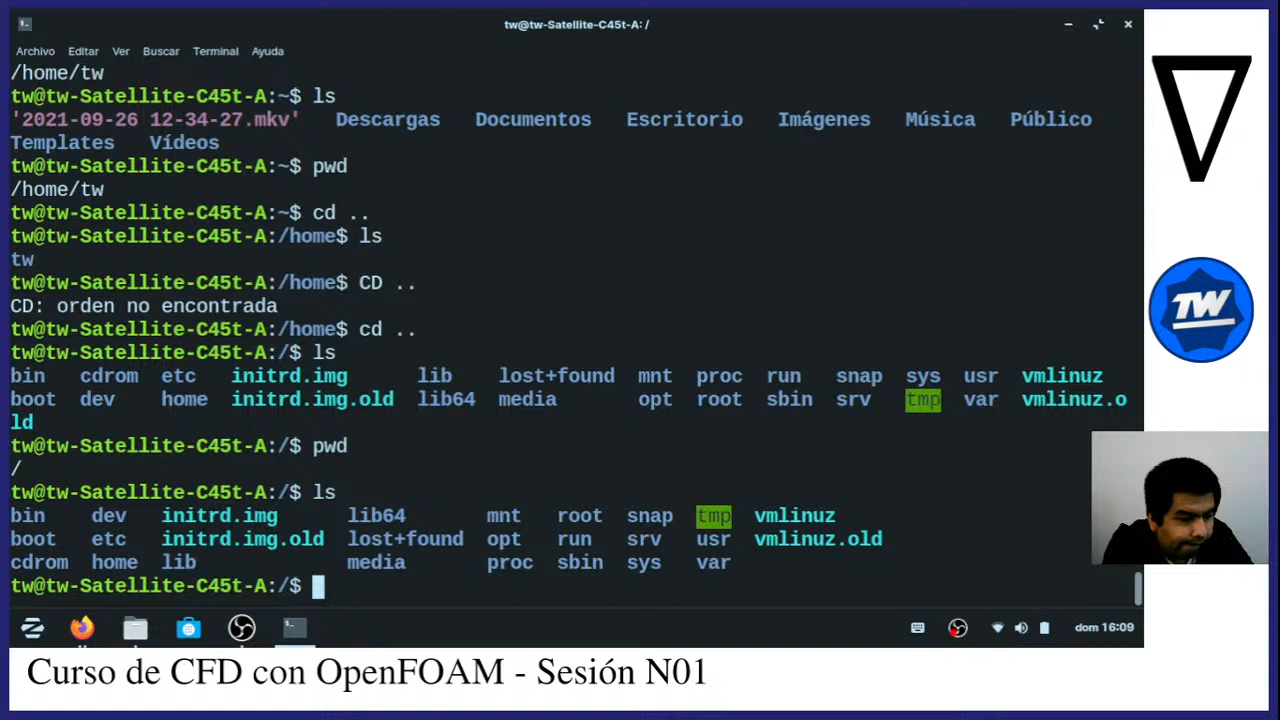 tw@tw-Satellite-C45t-A: /
Archivo Editar Ver Buscar Terminal Ayuda
/home/tw
tw@tw-Satellite-C45t-A:~$ ls
'2021-09-26 12-34-27.mkv' Descargas Documentos Escritorio Imágenes Música Público
Templates Vídeos
tw@tw-Satellite-C45t-A:~$ pwd
/home/tw
tw@tw-Satellite-C45t-A:~$ cd ..
tw@tw-Satellite-C45t-A:/home$ ls
tw
tw@tw-Satellite-C45t-A:/home$ CD ..
CD: orden no encontrada
tw@tw-Satellite-C45t-A:/home$ cd ..
tw@tw-Satellite-C45t-A:/$ ls
bin cdrom etc initrd.img lib lost+found mnt proc run snap sys usr vmlinuz
boot dev home initrd.img.old lib64 media opt root sbin srv tmp var vmlinuz.o
ld
tw@tw-Satellite-C45t-A:/$ pwd
/
tw@tw-Satellite-C45t-A:/$ ls
bin dev initrd.img lib64 mnt root snap tmp vmlinuz
boot etc initrd.img.old lost+found opt run srv usr vmlinuz.old
cdrom home lib media proc sbin sys var
tw@tw-Satellite-C45t-A:/$
dom 16:09
TW
Curso de CFD con OpenFOAM - Sesión N01